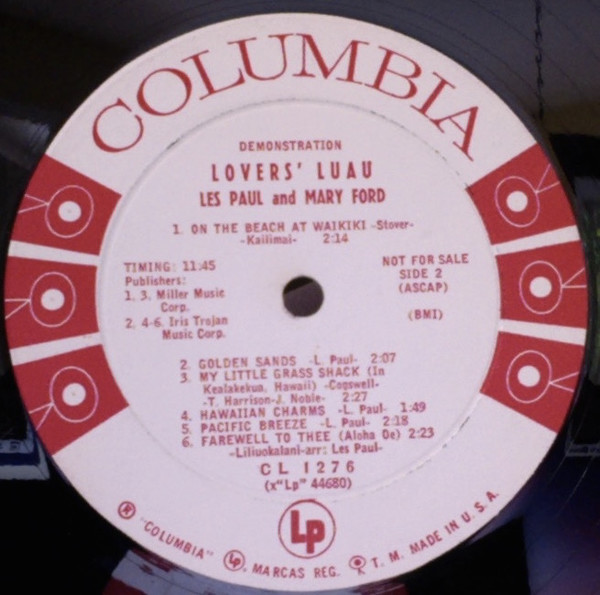 COLUMBIA
DEMONSTRATION
LOVERS' LUAU
LES PAUL and MARY FORD
1. ON THE BEACH AT WAIKIKI -Stover-
-Kailimai- 2:14
TIMING: 11:45
Publishers:
1. 3. Miller Music
Corp.
2. 4-6. Iris Trojan
Music Corp.
NOT FOR SALE
SIDE 2
(ASCAP)
(BMI)
2. GOLDEN SANDS -L. Paul- 2:07
3. MY LITTLE GRASS SHACK (In
Kealakekua, Hawaii) -Cogswell-
-T. Harrison-J. Noble- 2:27
4. HAWAIIAN CHARMS -L. Paul- 1:49
5. PACIFIC BREEZE -L. Paul- 2:18
6. FAREWELL TO THEE (Aloha Oe) 2:23
-Liliuokalani-arr: Les Paul-
CL 1276
(x"Lp" 44680)
Lp
® "COLUMBIA" Lp, MARCAS REG. T. M. MADE IN U.S.A.